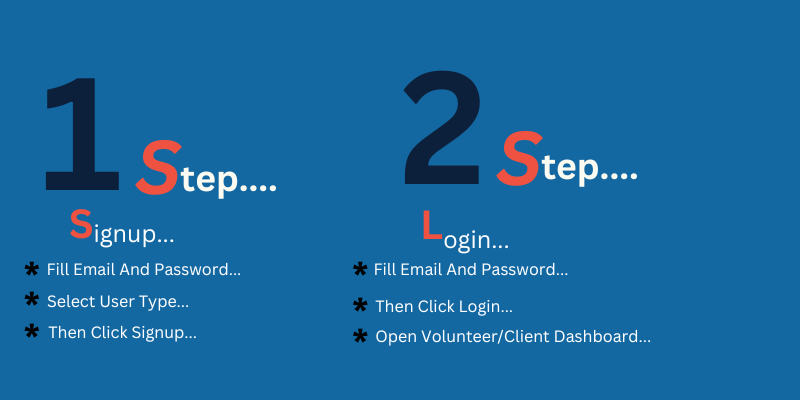 1 Step....
Signup...
* Fill Email And Password...
* Select User Type...
* Then Click Signup...
2 Step....
Login...
* Fill Email And Password...
* Then Click Login...
* Open Volunteer/Client Dashboard...